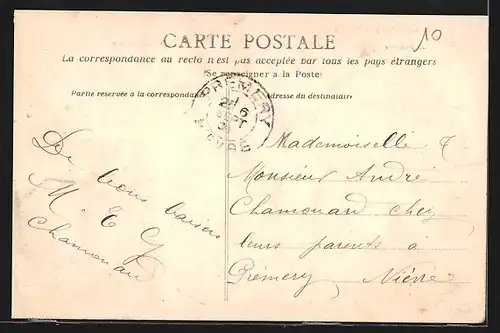 10
CARTE POSTALE
La correspondance au recto n'est pas acceptée par tous les pays étrangers
(Se renseigner a la Poste)
Partie réservée a la correspondance
Adresse du destinataire
PREMERY
6
NIEVRE
De bons baisers
M. E
Chamonard
Mademoiselle &
Monsieur André
Chamonard chez
leurs parents a
Premery Nièvre